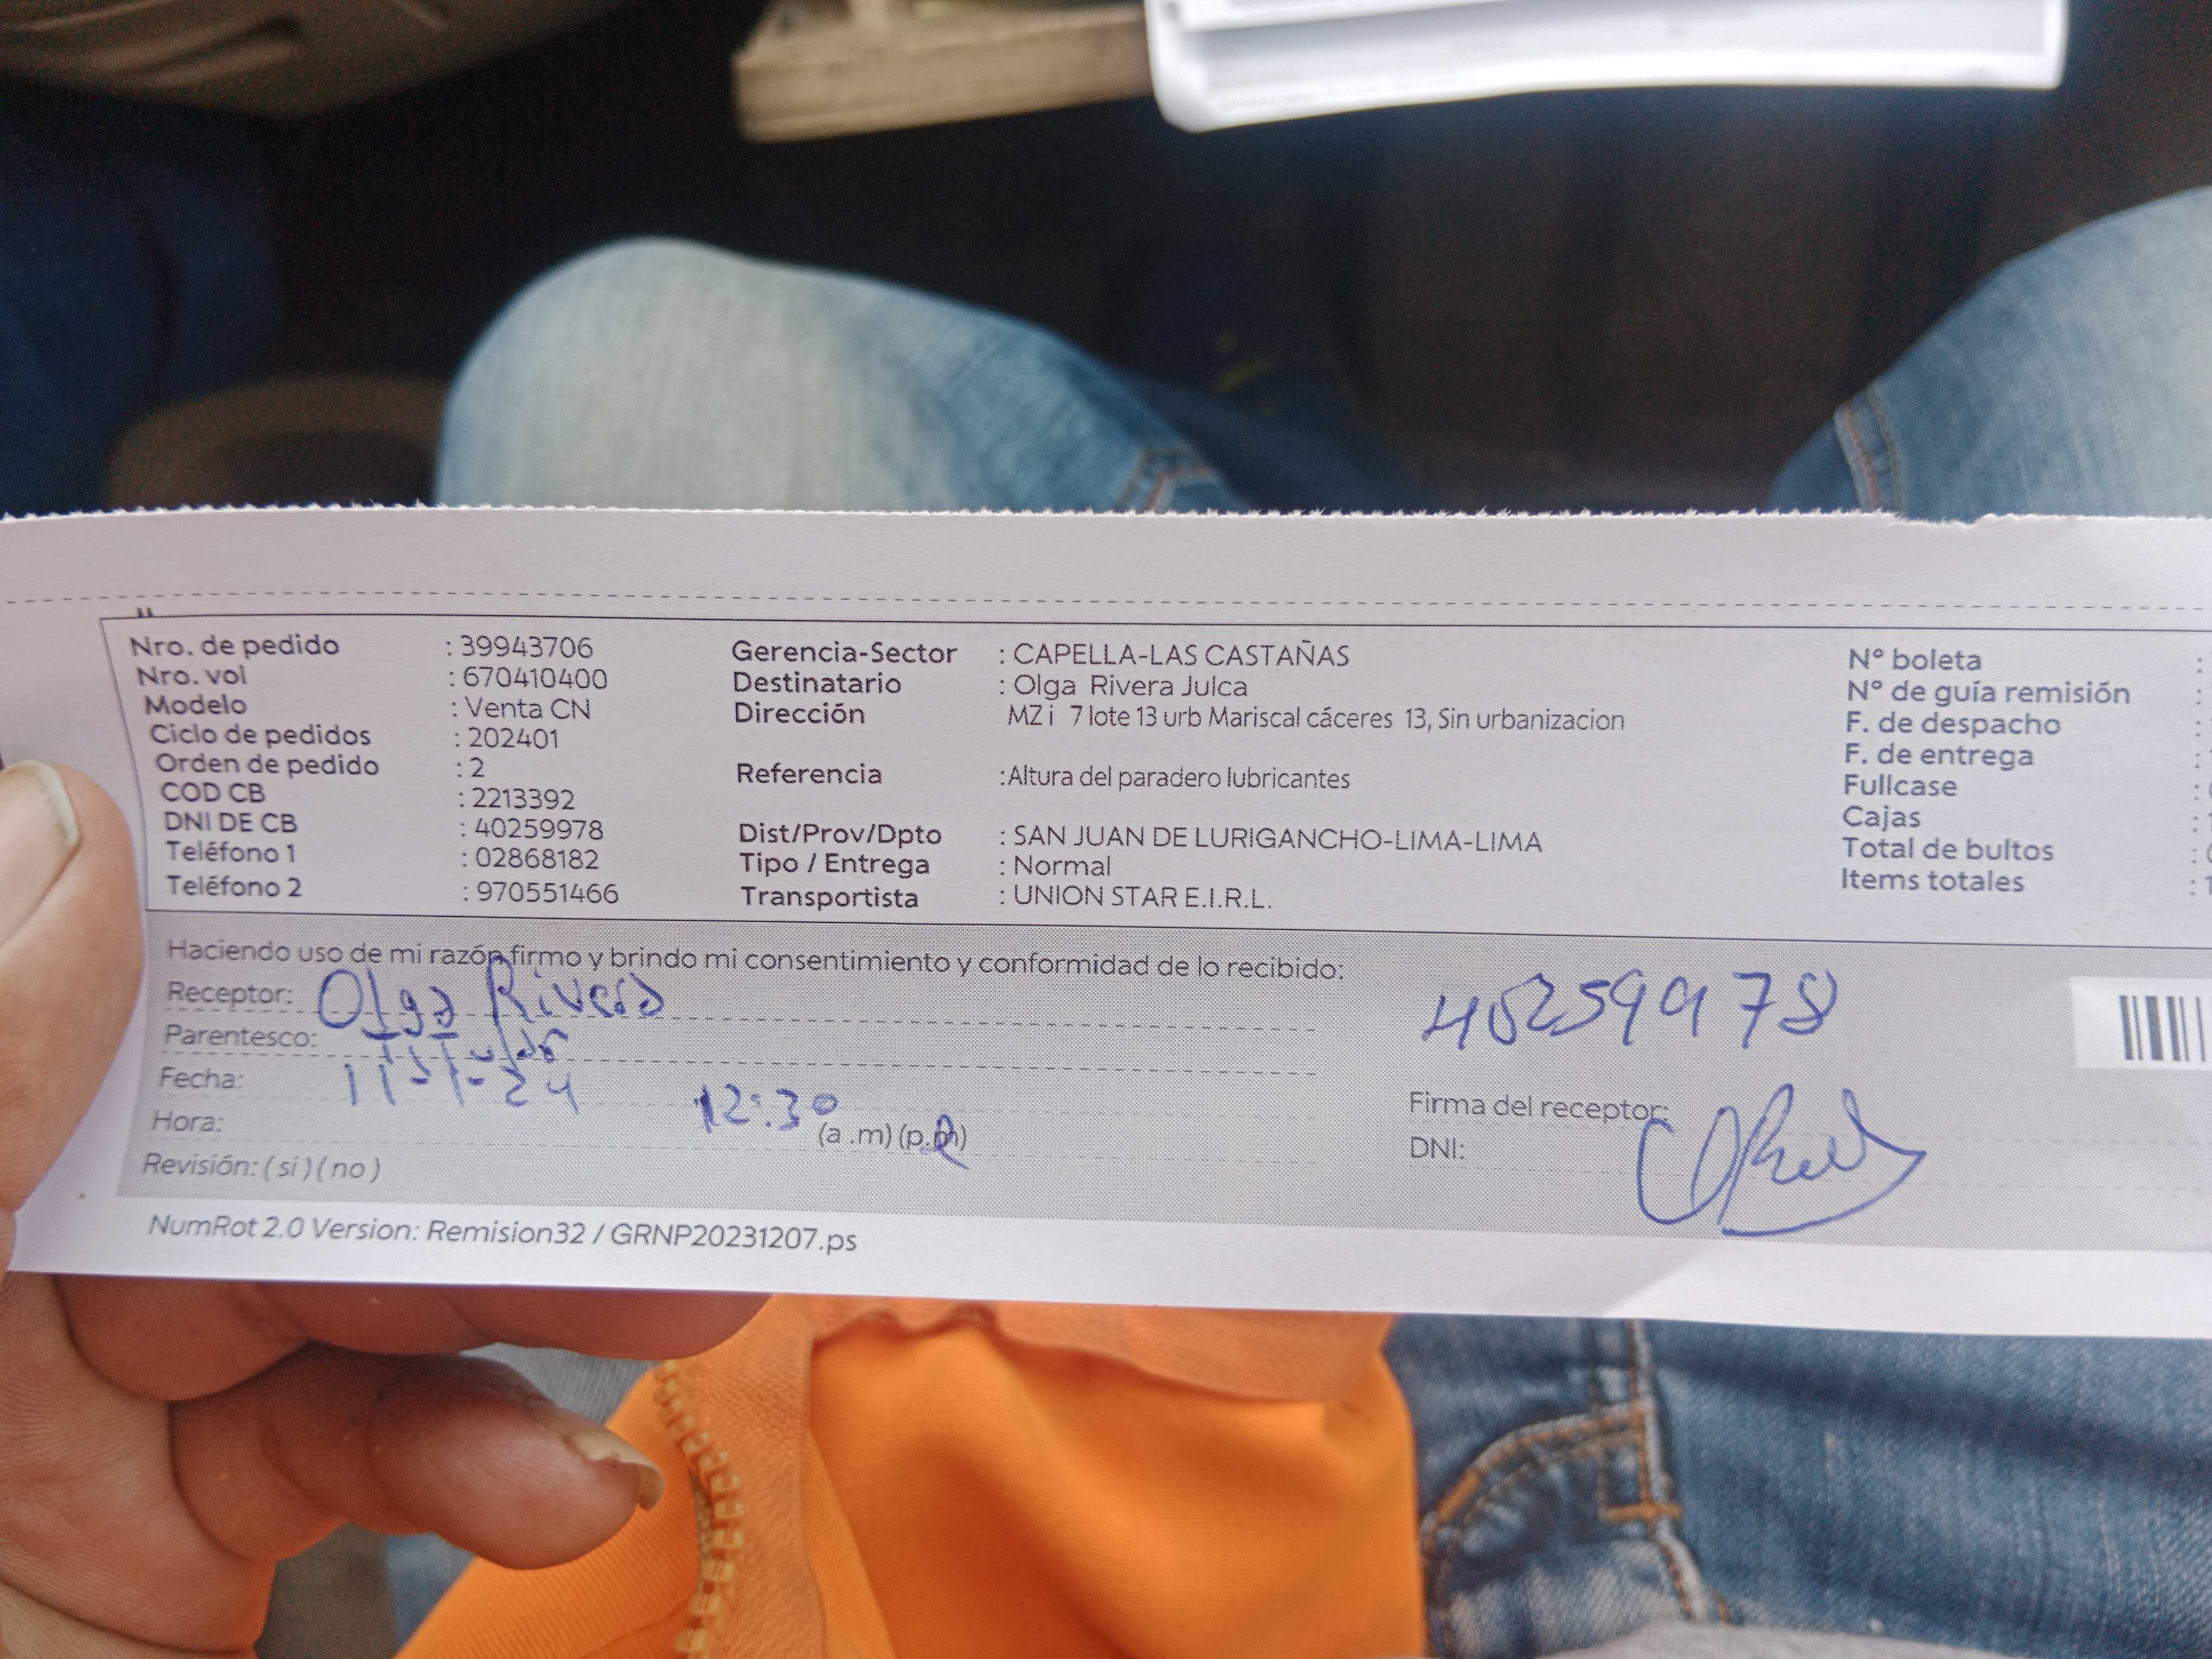 Nro. de pedido : 39943706
Nro. vol : 670410400
Modelo : Venta CN
Ciclo de pedidos : 202401
Orden de pedido : 2
COD CB : 2213392
DNI DE CB : 40259978
Teléfono 1 : 02868182
Teléfono 2 : 970551466
Gerencia-Sector : CAPELLA-LAS CASTAÑAS
Destinatario : Olga Rivera Julca
Dirección MZ i 7 lote 13 urb Mariscal cáceres 13, Sin urbanizacion
Referencia :Altura del paradero lubricantes
Dist/Prov/Dpto : SAN JUAN DE LURIGANCHO-LIMA-LIMA
Tipo / Entrega : Normal
Transportista : UNION STAR E.I.R.L.
N° boleta :
N° de guía remisión :
F. de despacho :
F. de entrega :
Fullcase :
Cajas :
Total de bultos :
Items totales :
Haciendo uso de mi razón firmo y brindo mi consentimiento y conformidad de lo recibido:
Receptor: Olga Rivera
Parentesco:
Fecha: 11-1-24
Hora: 12:30 (a .m) (p.m)
Revisión: ( si ) ( no )
40259978
Firma del receptor:
DNI:
NumRot 2.0 Version: Remision32 / GRNP20231207.ps